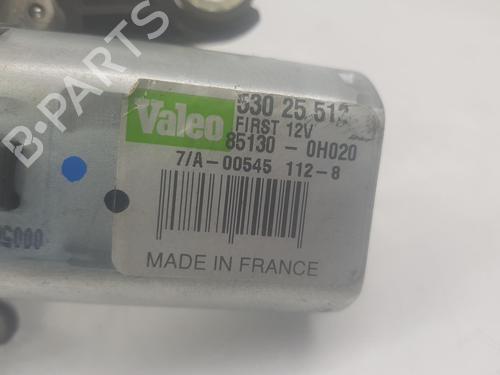 Valeo
530 25 512
FIRST 12V
85130 - 0H020
7/A-00545 112-8
MADE IN FRANCE
B-PARTS